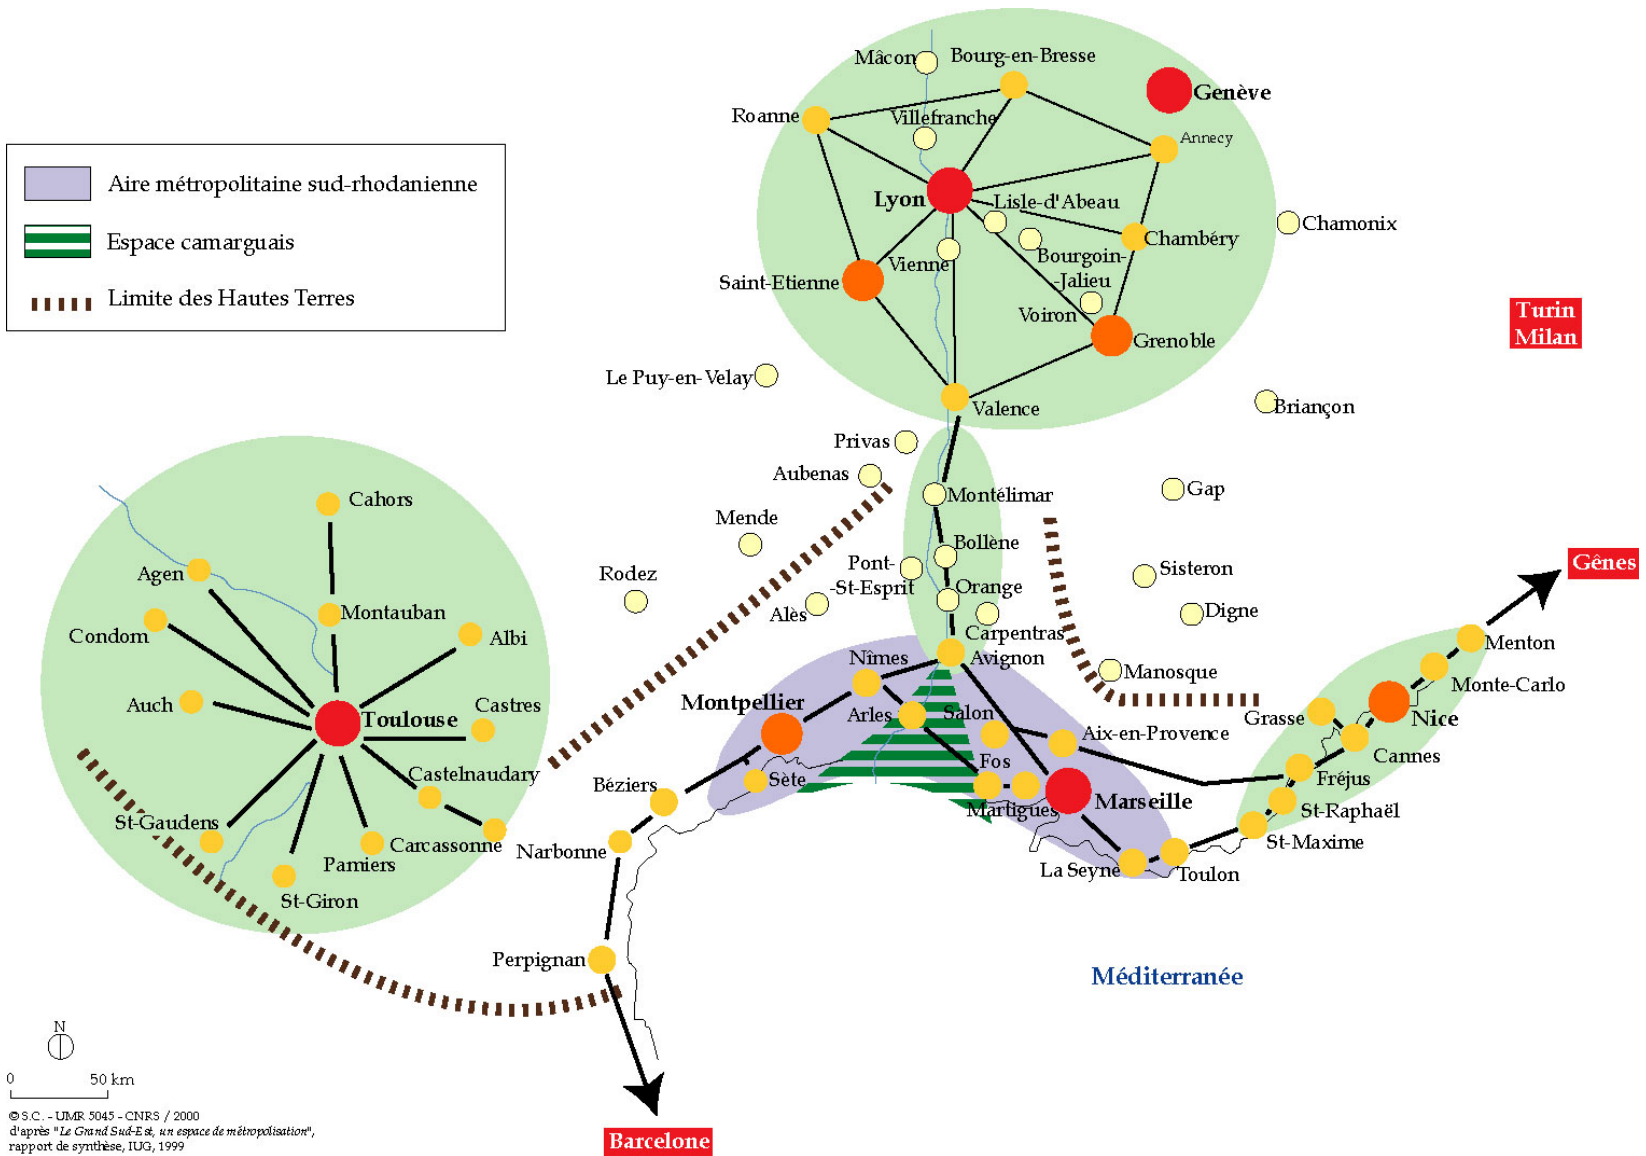 Mâcon
Bourg-en-Bresse
Genève
Roanne
Villefranche
Annecy
Aire métropolitaine sud-rhodanienne
Lyon
Lisle-d'Abeau
Chamonix
Espace camarguais
Chambéry
Vienne
Bourgoin-
-Jalieu
Saint-Etienne
Limite des Hautes Terres
Voiron
Turin
Milan
Grenoble
Le Puy-en-Velay
Valence
Briançon
Privas
Aubenas
Gap
Cahors
Montélimar
Mende
Bollène
Pont-
-St-Esprit
Gênes
Agen
Rodez
Sisteron
Orange
Montauban
Alès
Digne
Condom
Albi
Carpentras
Menton
Nîmes
Avignon
Manosque
Monte-Carlo
Auch
Toulouse
Castres
Montpellier
Arles
Salon
Grasse
Nice
Aix-en-Provence
Cannes
Castelnaudary
Béziers
Sète
Fos
Fréjus
Marseille
St-Gaudens
Martigues
St-Raphaël
Pamiers
Carcassonne
Narbonne
St-Maxime
La Seyne
Toulon
St-Giron
Perpignan
Méditerranée
N
0 50 km
© S.C. - UMR 5045 - CNRS / 2000
d'après "Le Grand Sud-Est, un espace de métropolisation",
rapport de synthèse, IUG, 1999
Barcelone